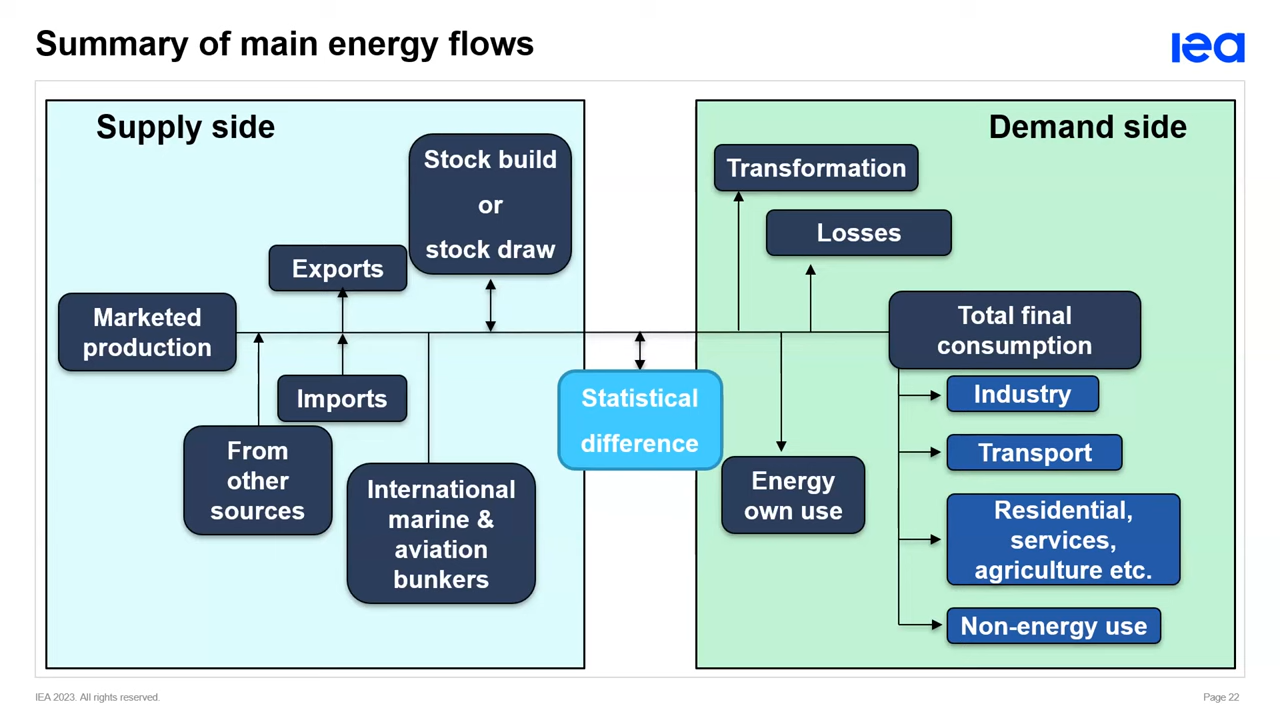 Summary of main energy flows
iea
Supply side
Stock build
or
stock draw
Exports
Marketed
production
Imports
From
other
sources
International
marine &
aviation
bunkers
Statistical
difference
Demand side
Transformation
Losses
Total final
consumption
Energy
own use
Industry
Transport
Residential,
services,
agriculture etc.
Non-energy use
IEA 2023. All rights reserved.
Page 22